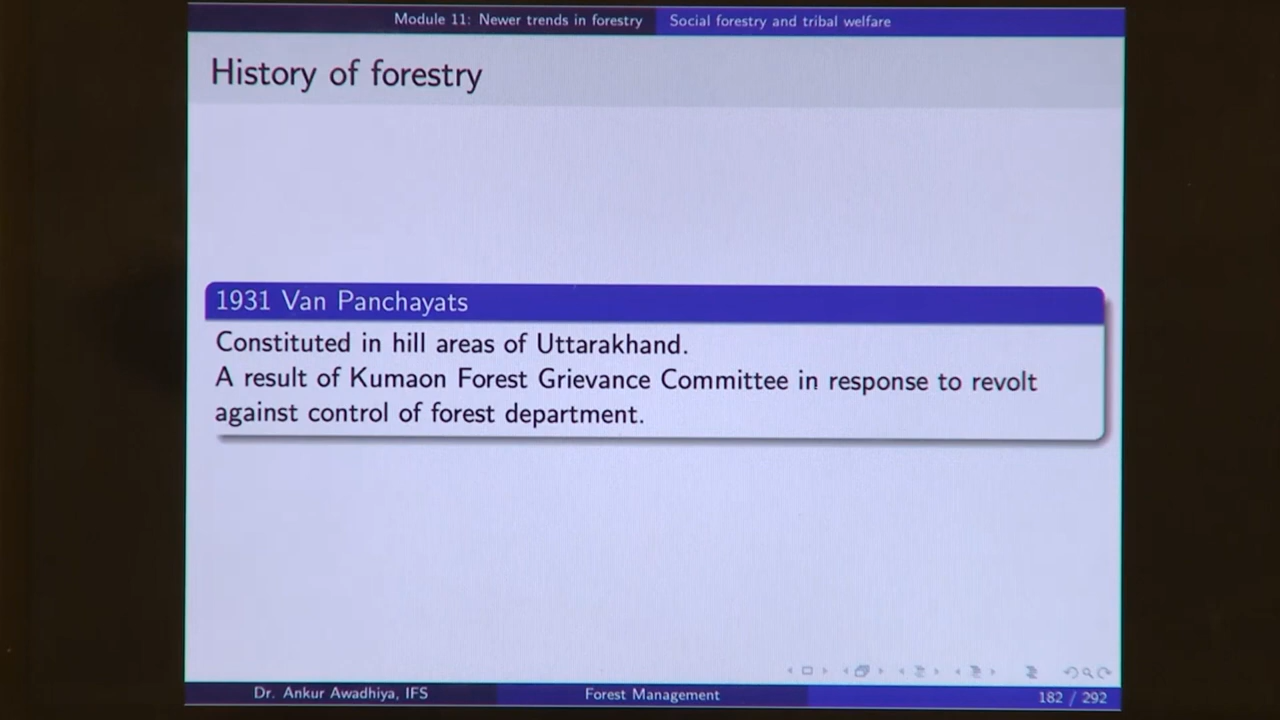 Module 11: Newer trends in forestry Social forestry and tribal welfare
History of forestry
1931 Van Panchayats
Constituted in hill areas of Uttarakhand.
A result of Kumaon Forest Grievance Committee in response to revolt
against control of forest department.
Dr. Ankur Awadhiya, IFS Forest Management 182 / 292